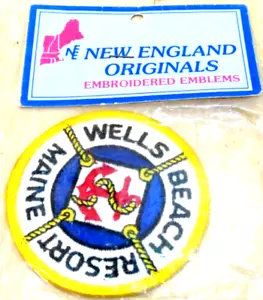 NE NEW ENGLAND
ORIGINALS
EMBROIDERED EMBLEMS
WELLS
BEACH
RESORT
MAINE